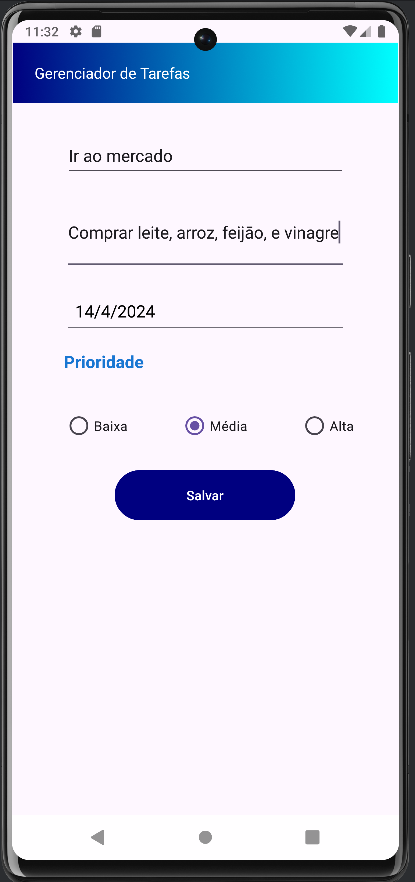 11:32
Gerenciador de Tarefas
Ir ao mercado
Comprar leite, arroz, feijão, e vinagre
14/4/2024
Prioridade
Baixa Média Alta
Salvar